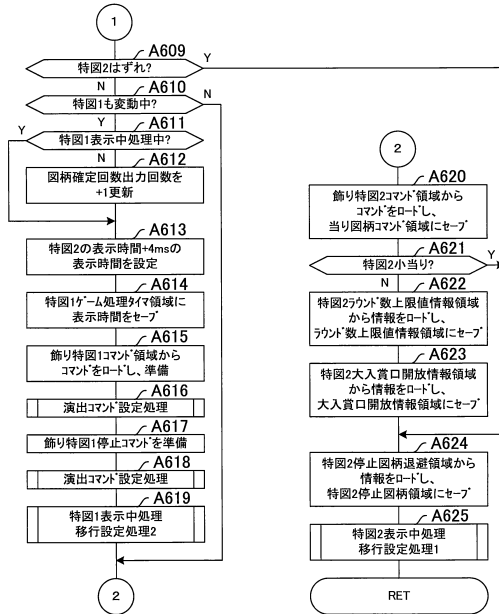 1
A609
特図2はずれ?
Y
N
A610
特図1も変動中?
N
Y
A611
特図1表示中処理中?
Y
N
A612
図柄確定回数出力回数を
+1更新
A613
特図2の表示時間+4msの
表示時間を設定
A614
特図1ゲーム処理タイマ領域に
表示時間をセーブ
A615
飾り特図1コマンド領域から
コマンドをロードし、準備
A616
演出コマンド設定処理
A617
飾り特図1停止コマンドを準備
A618
演出コマンド設定処理
A619
特図1表示中処理
移行設定処理2
2
2
A620
飾り特図2コマンド領域から
コマンドをロードし、
当り図柄コマンド領域にセーブ
A621
特図2小当り?
Y
N
A622
特図2ラウンド数上限値情報領域
から情報をロードし、
ラウンド数上限値情報領域にセーブ
A623
特図2大入賞口開放情報領域
から情報をロードし、
大入賞口開放情報領域にセーブ
A624
特図2停止図柄退避領域から
情報をロードし、
特図2停止図柄領域にセーブ
A625
特図2表示中処理
移行設定処理1
RET